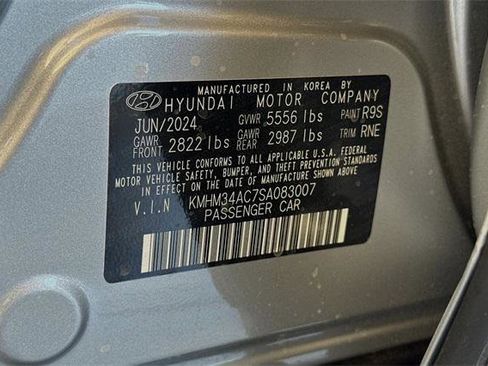 MANUFACTURED IN KOREA BY
HYUNDAI MOTOR COMPANY
JUN/2024 GVWR 5556 lbs PAINT R9S
GAWR FRONT 2822 lbs GAWR REAR 2987 lbs TRIM RNE
THIS VEHICLE CONFORMS TO ALL APPLICABLE U.S.A. FEDERAL
MOTOR VEHICLE SAFETY, BUMPER, AND THEFT PREVENTION STANDARDS
IN EFFECT ON THE DATE OF MANUFACTURE SHOWN ABOVE.
V.I.N KMHM34AC7SA083007
PASSENGER CAR